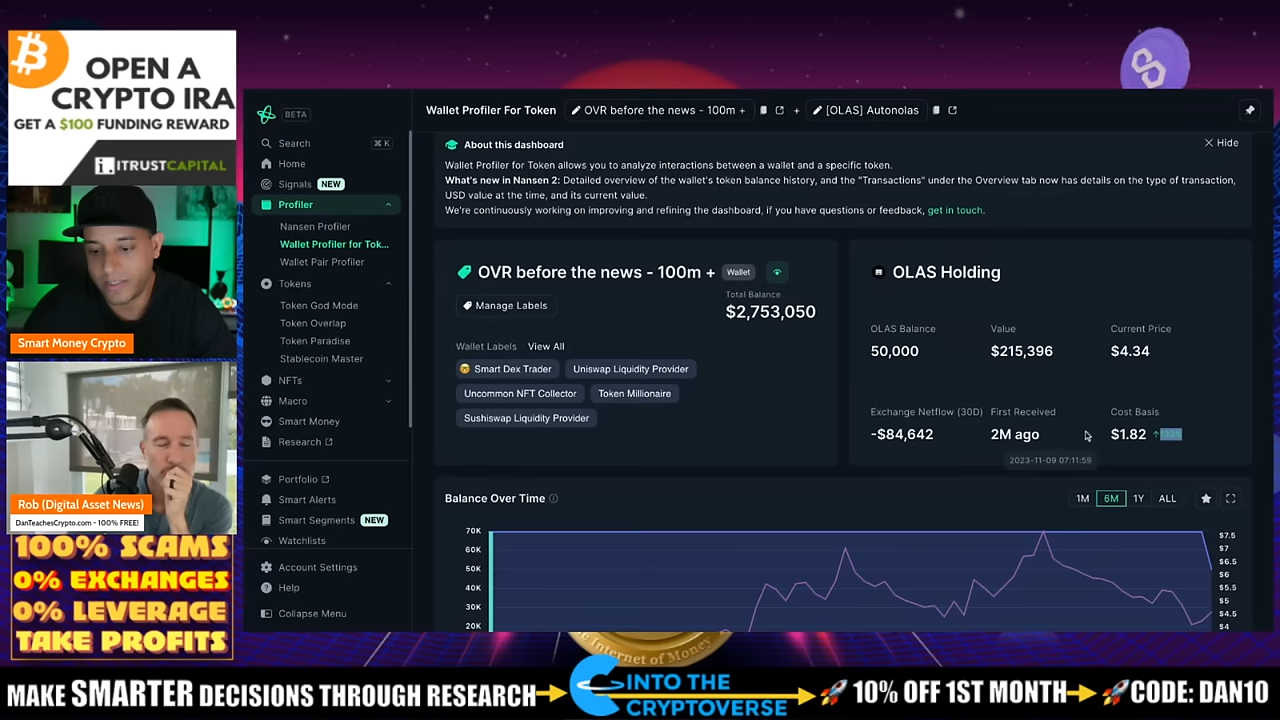 OPEN A
CRYPTO IRA
GET A $100 FUNDING REWARD
i. iTRUSTCAPITAL
Smart Money Crypto
Rob (Digital Asset News)
DanTeachesCrypto.com - 100% FREE!
100% SCAMS
0% EXCHANGES
0% LEVERAGE
TAKE PROFITS
BETA
Search
⌘ K
Home
Signals NEW
Profiler
Nansen Profiler
Wallet Profiler for Tok...
Wallet Pair Profiler
Tokens
Token God Mode
Token Overlap
Token Paradise
Stablecoin Master
NFTs
Macro
Smart Money
Research
Portfolio
Smart Alerts
Smart Segments NEW
Watchlists
Account Settings
Help
Collapse Menu
Wallet Profiler For Token
OVR before the news - 100m +
+
[OLAS] Autonolas
About this dashboard
Hide
Wallet Profiler for Token allows you to analyze interactions between a wallet and a specific token.
What's new in Nansen 2: Detailed overview of the wallet's token balance history, and the "Transactions" under the Overview tab now has details on the type of transaction,
USD value at the time, and its current value.
We're continuously working on improving and refining the dashboard, if you have questions or feedback, get in touch.
OVR before the news - 100m + Wallet
Manage Labels
Total Balance
$2,753,050
Wallet Labels View All
Smart Dex Trader
Uniswap Liquidity Provider
Uncommon NFT Collector
Token Millionaire
Sushiswap Liquidity Provider
OLAS Holding
OLAS Balance Value Current Price
50,000 $215,396 $4.34
Exchange Netflow (30D) First Received Cost Basis
-$84,642 2M ago $1.82
2023-11-09 07:11:59
Balance Over Time
1M 6M 1Y ALL
70K
60K
50K
40K
30K
20K
$7.5
$7
$6.5
$6
$5.5
$5
$4.5
$4
The Internet of Money
MAKE SMARTER DECISIONS THROUGH RESEARCH
INTO THE
CRYPTOVERSE
10% OFF 1ST MONTH
CODE: DAN10